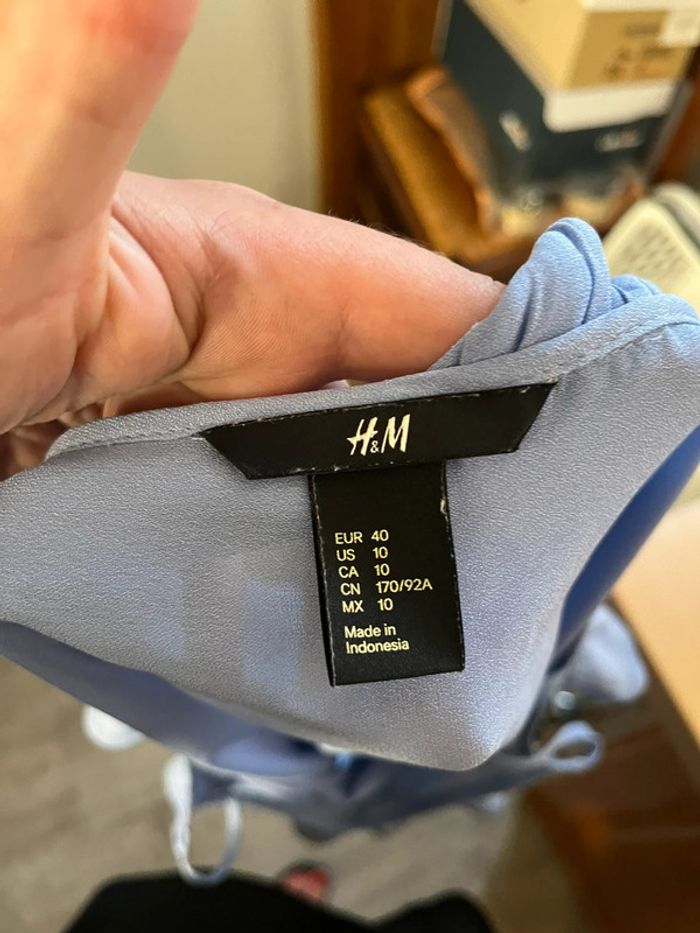 H&M
EUR 40
US 10
CA 10
CN 170/92A
MX 10
Made in
Indonesia